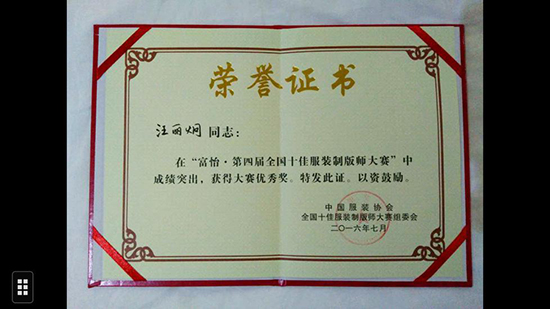 荣誉证书
汪丽炯 同志：
在“富怡·第四届全国十佳服装制版师大赛”中
成绩突出，获得大赛优秀奖。特发此证。以资鼓励。
中国服装协会
全国十佳服装制版师大赛组委会
二〇一六年七月